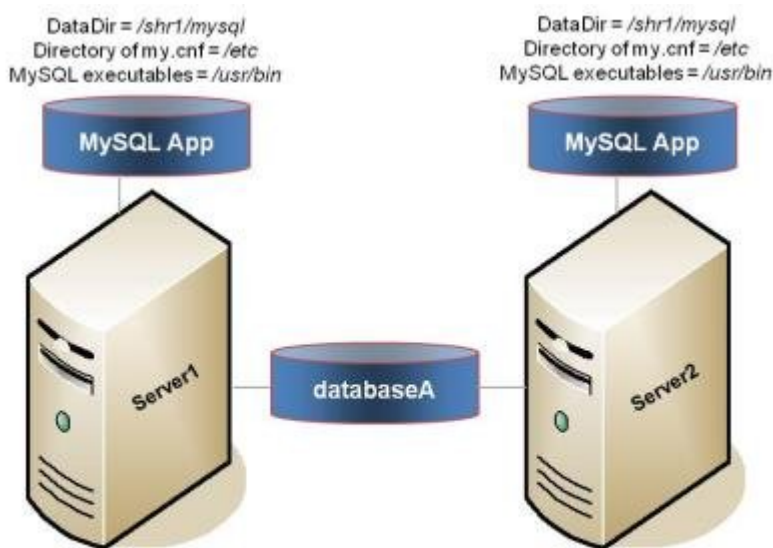 DataDir = /shr1/mysql
Directory of my.cnf = /etc
MySQL executables = /usr/bin
MySQL App
DataDir = /shr1/mysql
Directory of my.cnf = /etc
MySQL executables = /usr/bin
MySQL App
Server1
databaseA
Server2